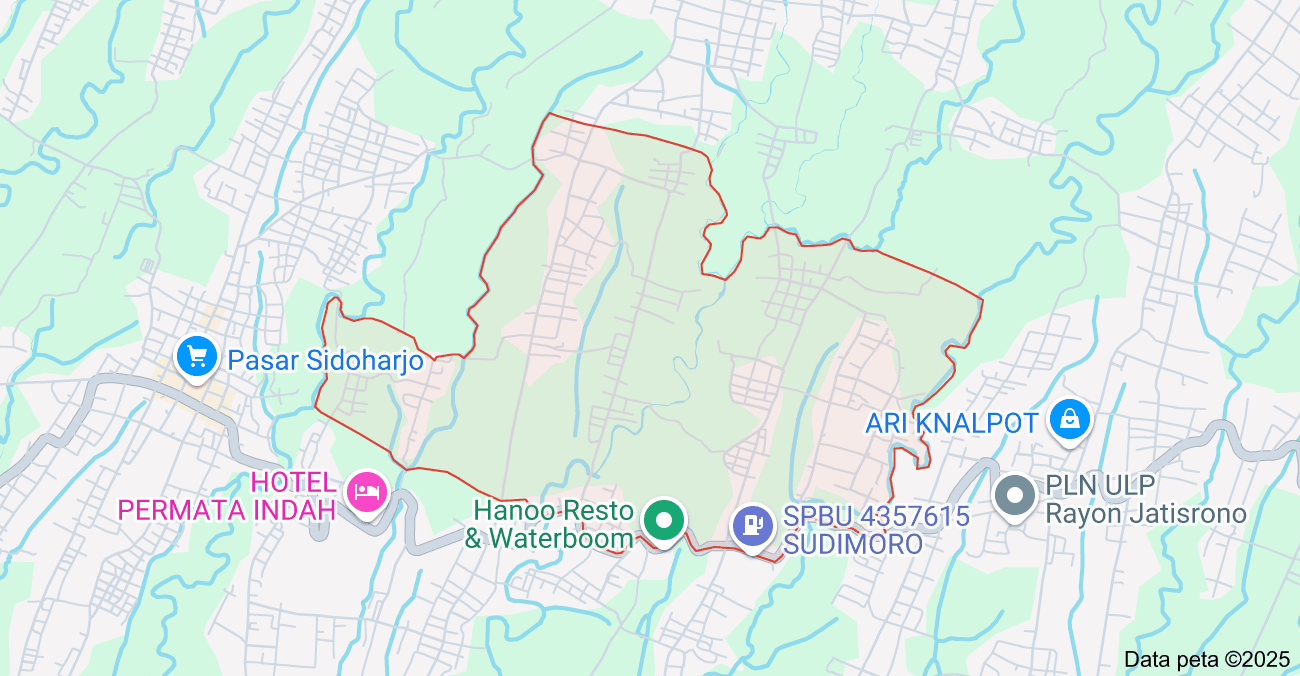 Pasar Sidoharjo
ARI KNALPOT
HOTEL
PERMATA INDAH
PLN ULP
Rayon Jatisrono
Hanoo Resto
& Waterboom
SPBU 4357615
SUDIMORO
Data peta ©2025